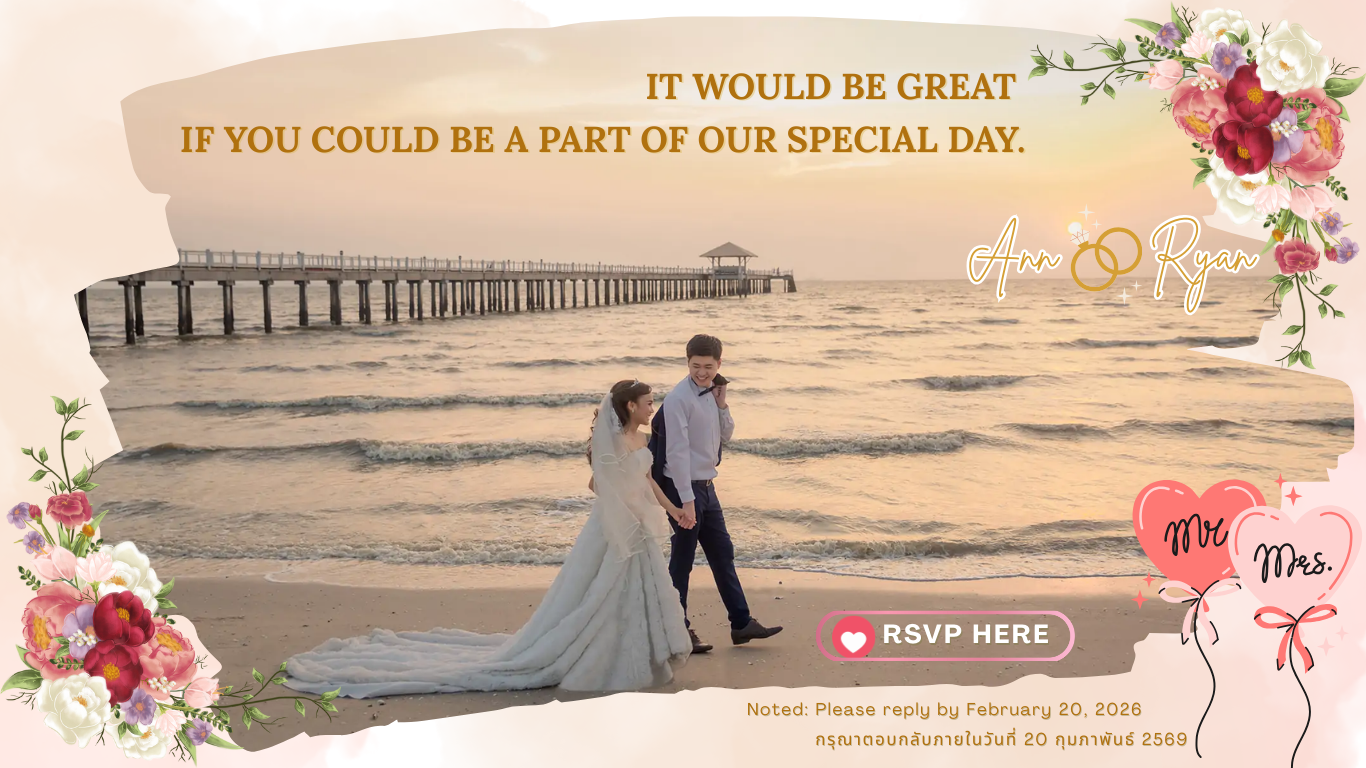 IT WOULD BE GREAT
IF YOU COULD BE A PART OF OUR SPECIAL DAY.
Ann Ryan
Mr
Mrs.
RSVP HERE
Noted: Please reply by February 20, 2026
กรุณาตอบกลับภายในวันที่ 20 กุมภาพันธ์ 2569